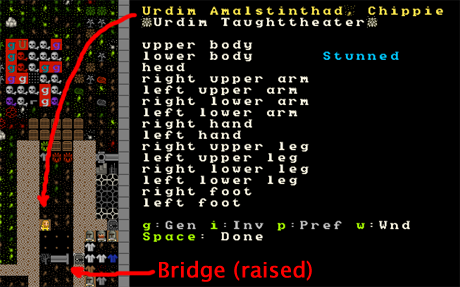 Urdim Amalstinthad, Chippie
☼Urdim Taughttheater☼
upper body
lower body Stunned
head
right upper arm
left upper arm
right lower arm
left lower arm
right hand
left hand
right upper leg
left upper leg
right lower leg
left lower leg
right foot
left foot
g:Gen i:Inv p:Pref w:Wnd
Space: Done
Bridge (raised)